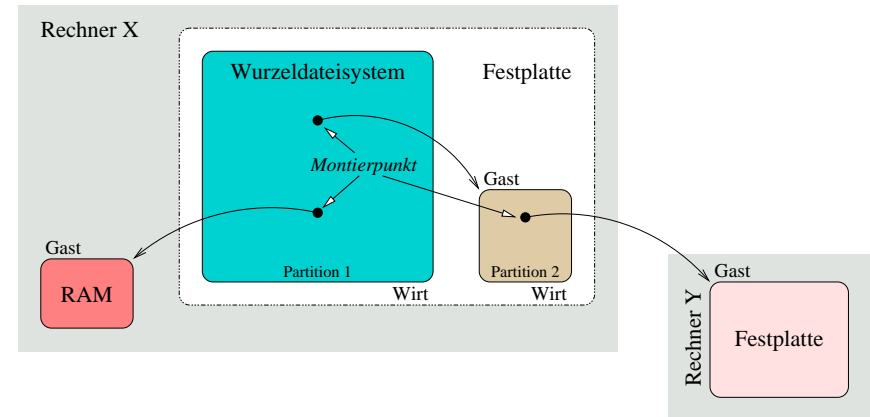 Rechner X
Wurzeldateisystem
Festplatte
Montierpunkt
Gast
Gast
RAM
Partition 1
Wirt
Partition 2
Wirt
Gast
Rechner Y
Festplatte